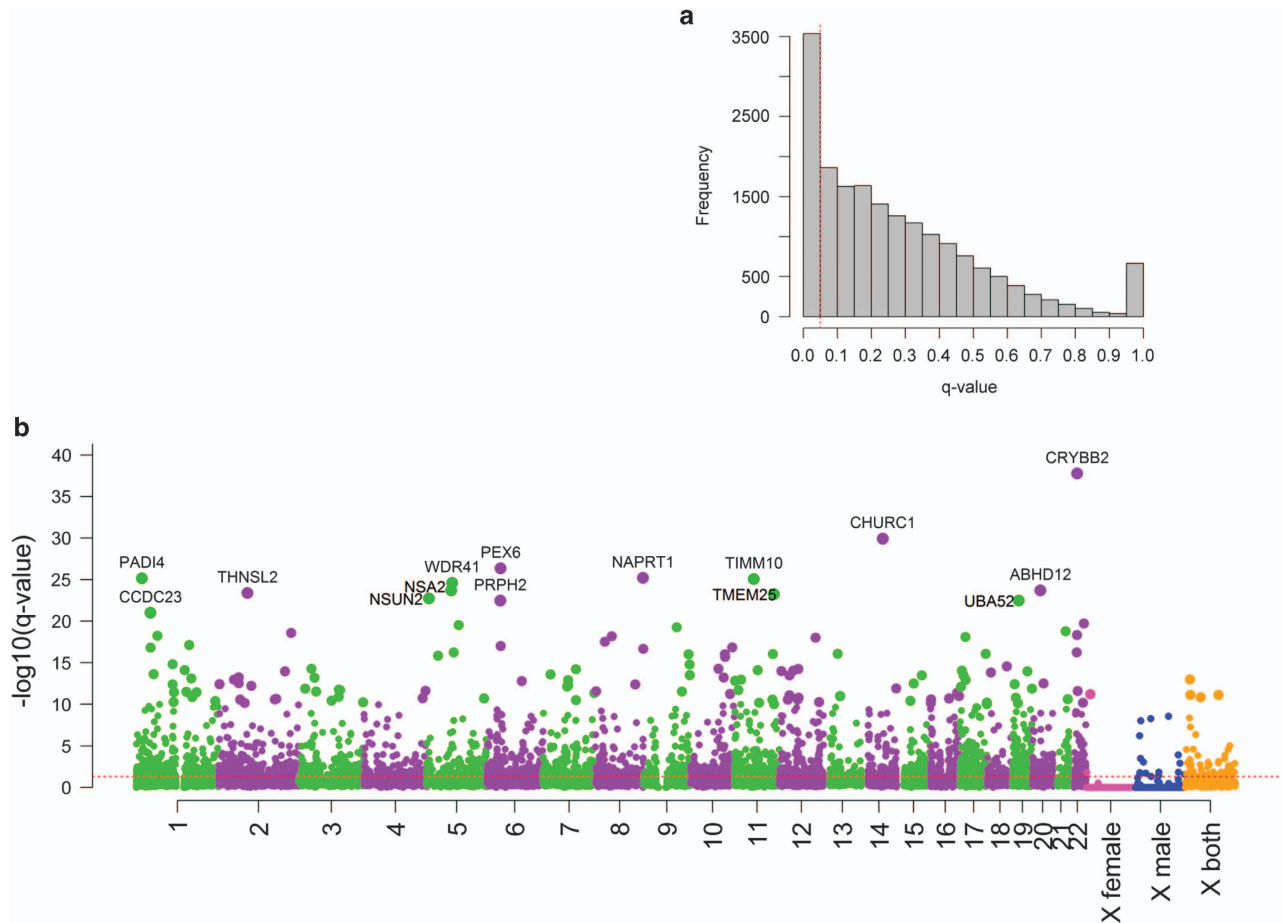 a
3500
2500
1500
500
0
Frequency
0.0 0.1 0.2 0.3 0.4 0.5 0.6 0.7 0.8 0.9 1.0
q-value
b
40
35
30
25
20
15
10
5
0
-log10(q-value)
CRYBB2
CHURC1
PEX6
PADI4
WDR41
NAPRT1
TIMM10
THNSL2
ABHD12
NSA2
PRPH2
CCDC23
NSUN2
TMEM25
UBA52
1 2 3 4 5 6 7 8 9 10 11 12 13 14 15 16 17 18 19 20 21 22 X female X male X both